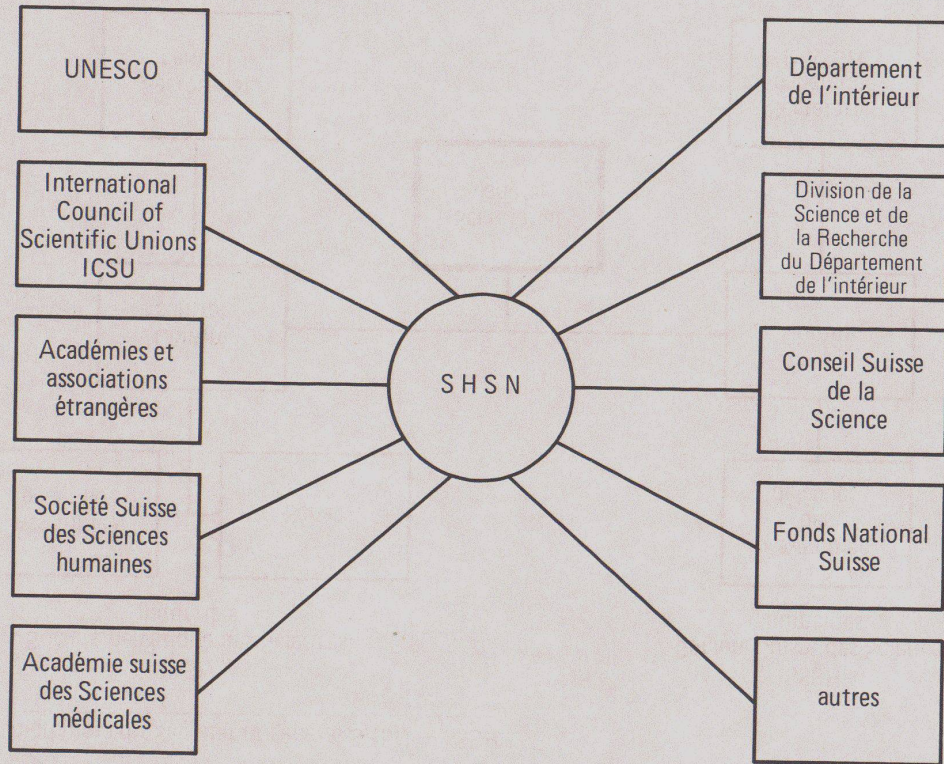 UNESCO
International
Council of
Scientific Unions
ICSU
Académies et
associations
étrangères
Société Suisse
des Sciences
humaines
Académie suisse
des Sciences
médicales
S H S N
Département
de l'intérieur
Division de la
Science et de
la Recherche
du Département
de l'intérieur
Conseil Suisse
de la
Science
Fonds National
Suisse
autres